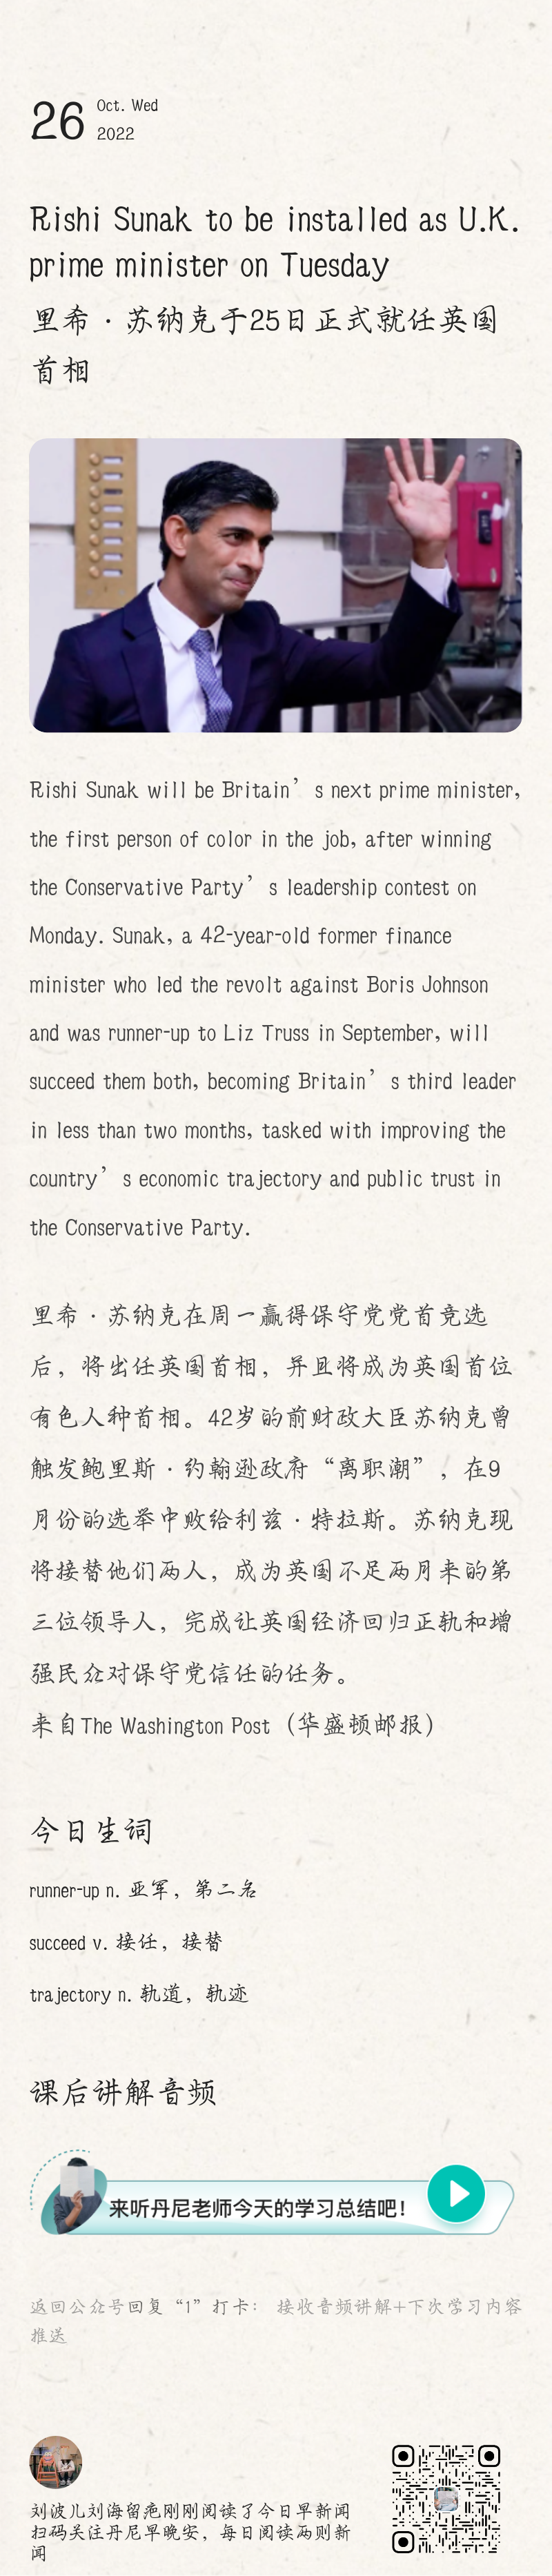 26
Oct. Wed
2022
Rishi Sunak to be installed as U.K.
prime minister on Tuesday
里希·苏纳克于25日正式就任英国
首相
Rishi Sunak will be Britain’s next prime minister,
the first person of color in the job, after winning
the Conservative Party’s leadership contest on
Monday. Sunak, a 42-year-old former finance
minister who led the revolt against Boris Johnson
and was runner-up to Liz Truss in September, will
succeed them both, becoming Britain’s third leader
in less than two months, tasked with improving the
country’s economic trajectory and public trust in
the Conservative Party.
里希·苏纳克在周一赢得保守党党首竞选
后，将出任英国首相，并且将成为英国首位
有色人种首相。42岁的前财政大臣苏纳克曾
触发鲍里斯·约翰逊政府“离职潮”，在9
月份的选举中败给利兹·特拉斯。苏纳克现
将接替他们两人，成为英国不足两月来的第
三位领导人，完成让英国经济回归正轨和增
强民众对保守党信任的任务。
来自The Washington Post（华盛顿邮报）
今日生词
runner-up n. 亚军，第二名
succeed v. 接任，接替
trajectory n. 轨道，轨迹
课后讲解音频
来听丹尼老师今天的学习总结吧！
返回公众号回复“1”打卡： 接收音频讲解+下次学习内容
推送
刘波儿刘海留疤刚刚阅读了今日早新闻
扫码关注丹尼早晚安，每日阅读两则新
闻